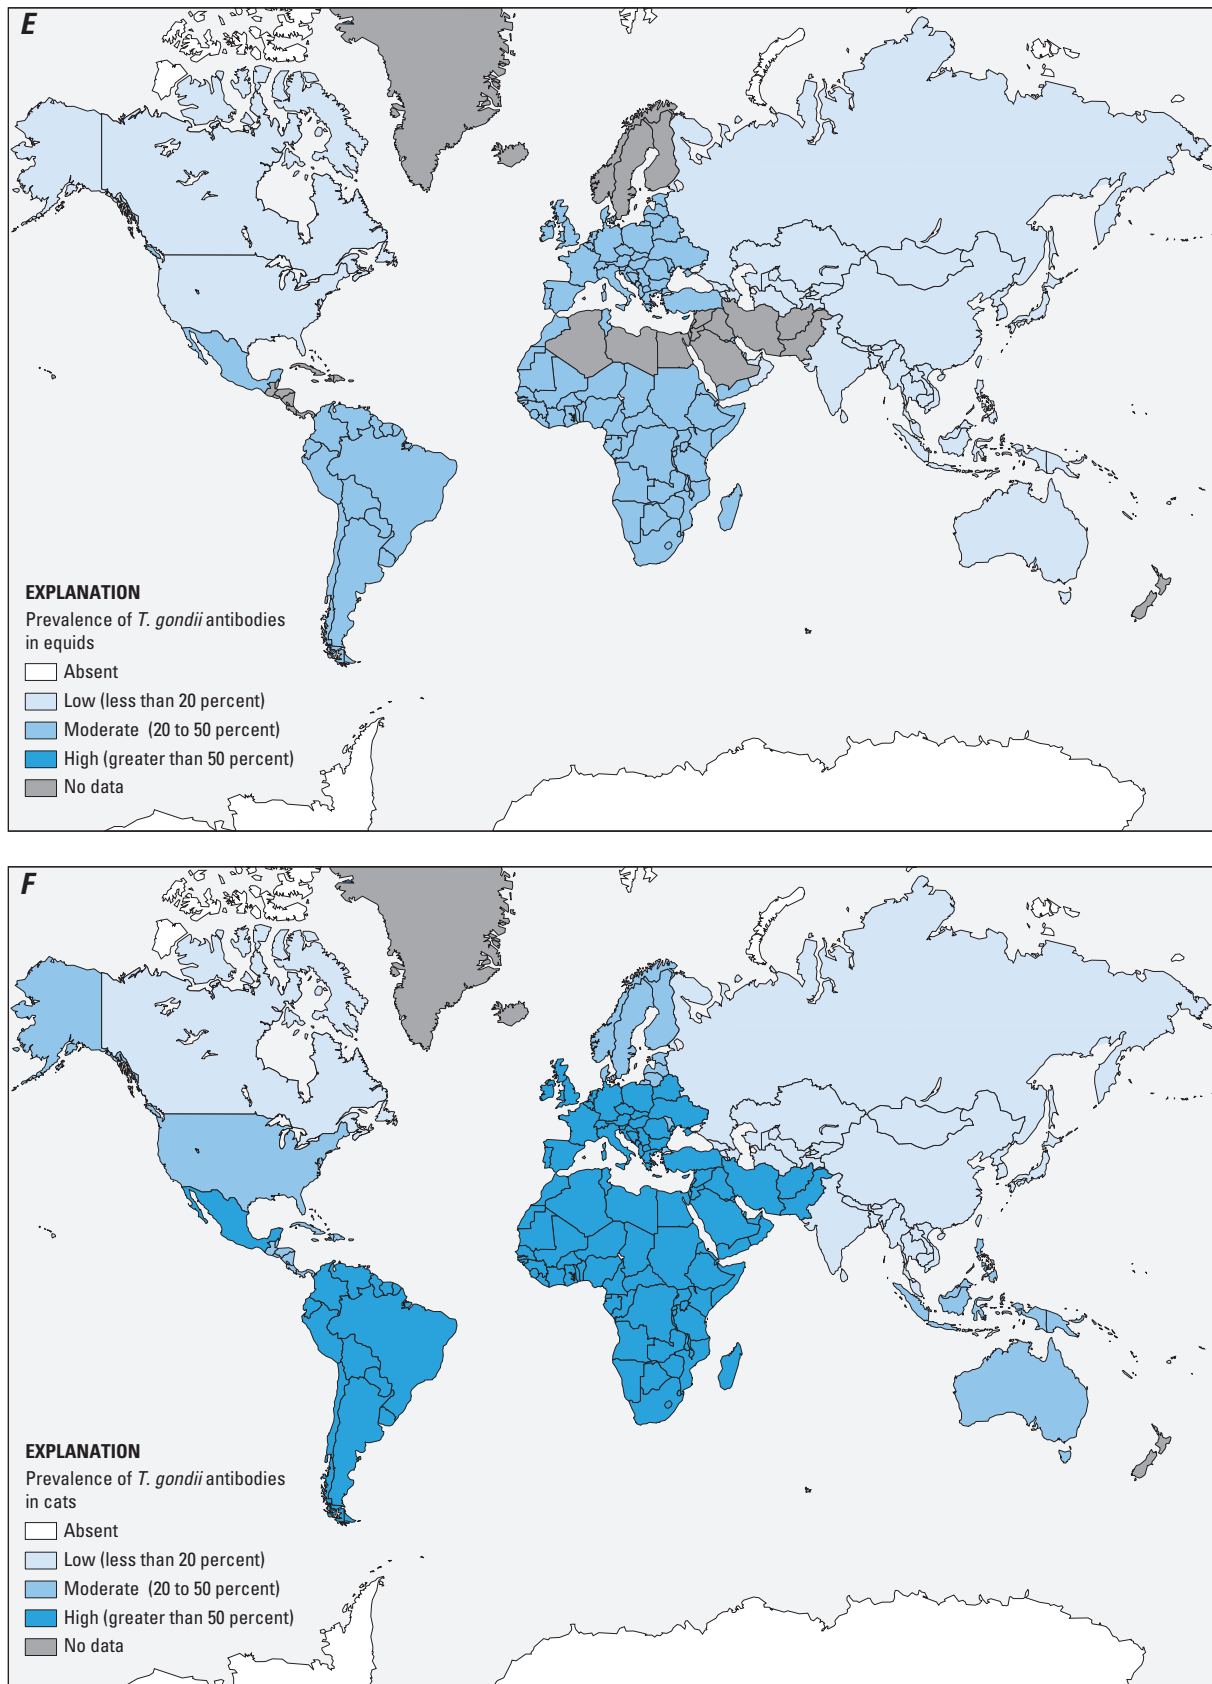 E
EXPLANATION
Prevalence of T. gondii antibodies
in equids
Absent
Low (less than 20 percent)
Moderate (20 to 50 percent)
High (greater than 50 percent)
No data
F
EXPLANATION
Prevalence of T. gondii antibodies
in cats
Absent
Low (less than 20 percent)
Moderate (20 to 50 percent)
High (greater than 50 percent)
No data